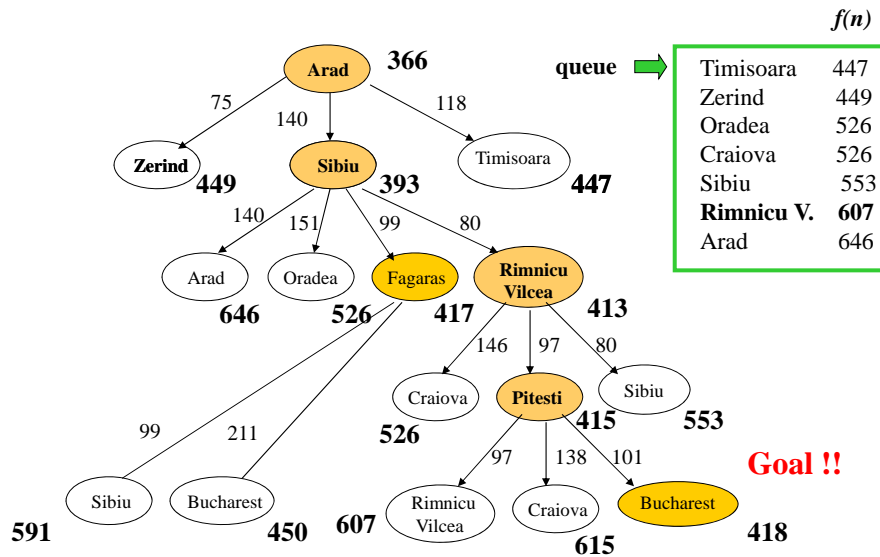 f(n)
queue
Timisoara 447
Zerind 449
Oradea 526
Craiova 526
Sibiu 553
Rimnicu V. 607
Arad 646
Arad 366
75 140 118
Zerind 449
Sibiu 393
Timisoara 447
140 151 99 80
Arad 646
Oradea 526
Fagaras 417
Rimnicu
Vilcea 413
146 97 80
Craiova 526
Pitesti 415
Sibiu 553
99 211
97 138 101
Goal !!
Sibiu 591
Bucharest 450
Rimnicu
Vilcea 607
Craiova 615
Bucharest 418